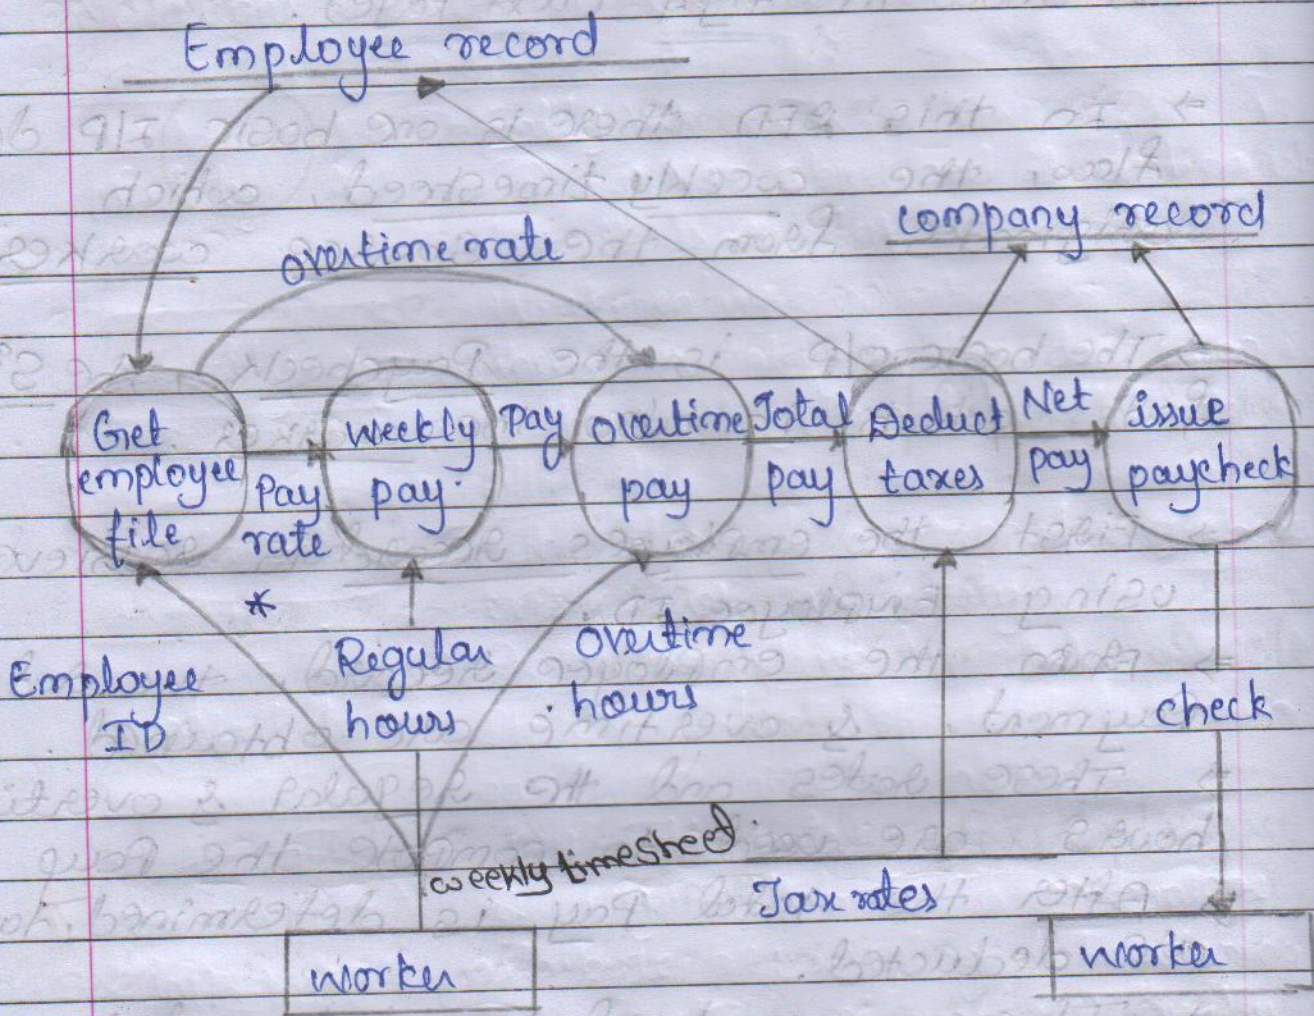 Employee record
company record
overtime rate
Get
employee
file
Pay
rate
*
weekly
pay
Pay
overtime
pay
Total
pay
Deduct
taxes
Net
pay
issue
paycheck
Employee
ID
Regular
hours
overtime
hours
check
weekly timesheet
Tax rates
worker
worker